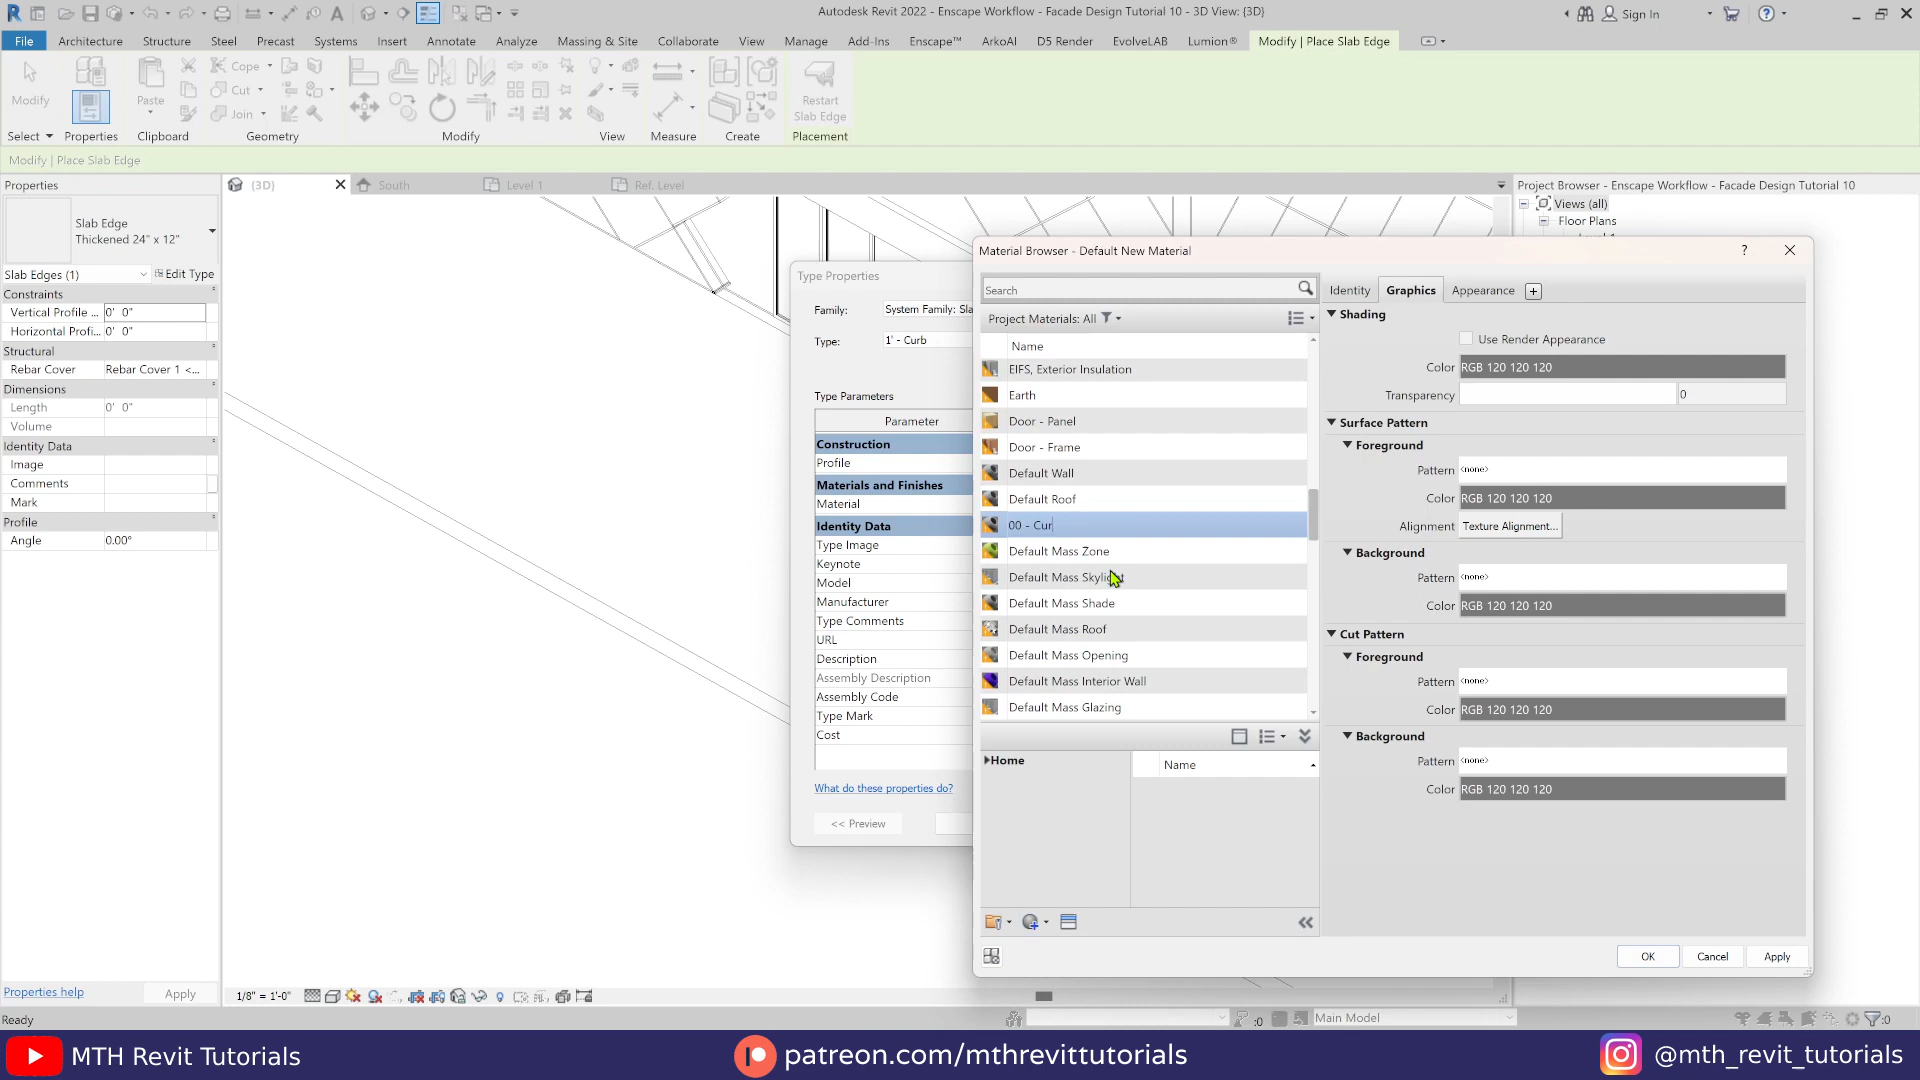 Autodesk Revit 2022 - Enscape Workflow - Facade Design Tutorial 10 - 3D View: {3D}
Sign In
File Architecture Structure Steel Precast Systems Insert Annotate Analyze Massing & Site Collaborate View Manage Add-Ins Enscape™ ArkoAI D5 Render EvolveLAB Lumion® Modify | Place Slab Edge
Modify
Paste
Cope
Cut
Join
Restart
Slab Edge
Select Properties Clipboard Geometry Modify View Measure Create Placement
Modify | Place Slab Edge
Properties
(3D) South Level 1 Ref. Level
Project Browser - Enscape Workflow - Facade Design Tutorial 10
Views (all)
Floor Plans
Slab Edge
Thickened 24" x 12"
Slab Edges (1)
Edit Type
Constraints
Vertical Profile ... 0' 0"
Horizontal Profi... 0' 0"
Structural
Rebar Cover Rebar Cover 1 <...
Dimensions
Length 0' 0"
Volume
Identity Data
Image
Comments
Mark
Profile
Angle 0.00°
Properties help
Apply
Type Properties
Family: System Family: Sla
Type: 1' - Curb
Type Parameters
Parameter
Construction
Profile
Materials and Finishes
Material
Identity Data
Type Image
Keynote
Model
Manufacturer
Type Comments
URL
Description
Assembly Description
Assembly Code
Type Mark
Cost
What do these properties do?
<< Preview
Material Browser - Default New Material
?
Search
Project Materials: All
Name
EIFS, Exterior Insulation
Earth
Door - Panel
Door - Frame
Default Wall
Default Roof
00 - Cur
Default Mass Zone
Default Mass Skylight
Default Mass Shade
Default Mass Roof
Default Mass Opening
Default Mass Interior Wall
Default Mass Glazing
Home
Name
Identity Graphics Appearance
Shading
Use Render Appearance
Color RGB 120 120 120
Transparency 0
Surface Pattern
Foreground
Pattern <none>
Color RGB 120 120 120
Alignment Texture Alignment...
Background
Pattern <none>
Color RGB 120 120 120
Cut Pattern
Foreground
Pattern <none>
Color RGB 120 120 120
Background
Pattern <none>
Color RGB 120 120 120
OK Cancel Apply
1/8" = 1'-0"
Ready
:0
Main Model
:0
MTH Revit Tutorials
patreon.com/mthrevittutorials
@mth_revit_tutorials